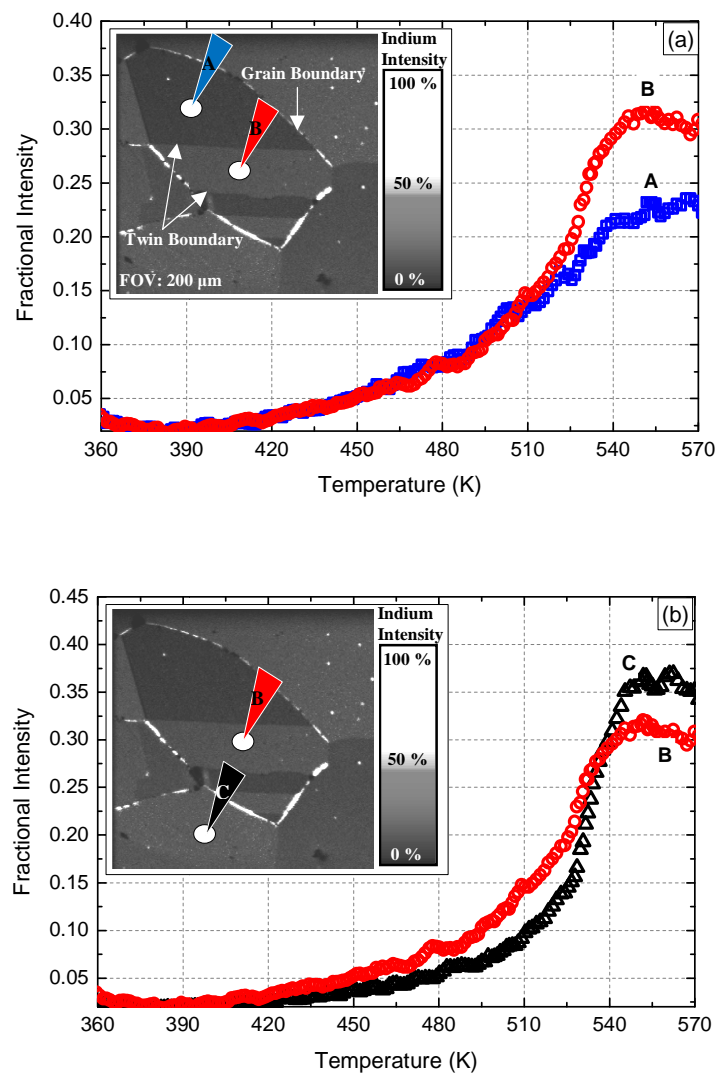 0.40
0.35
0.30
0.25
0.20
0.15
0.10
0.05
Fractional Intensity
(a)
Indium
Intensity
100 %
50 %
0 %
A
B
Grain Boundary
Twin Boundary
FOV: 200 µm
B
A
360 390 420 450 480 510 540 570
Temperature (K)
0.45
0.40
0.35
0.30
0.25
0.20
0.15
0.10
0.05
Fractional Intensity
(b)
Indium
Intensity
100 %
50 %
0 %
B
C
C
B
360 390 420 450 480 510 540 570
Temperature (K)